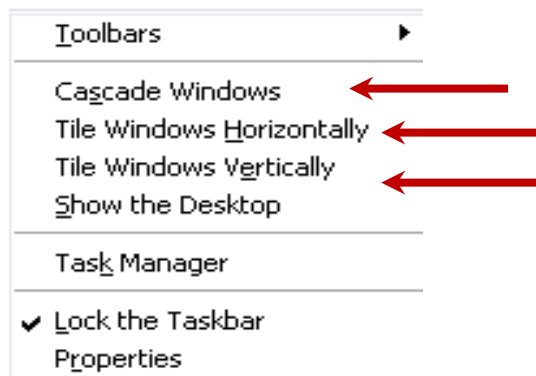 Toolbars
Cascade Windows
Tile Windows Horizontally
Tile Windows Vertically
Show the Desktop
Task Manager
Lock the Taskbar
Properties